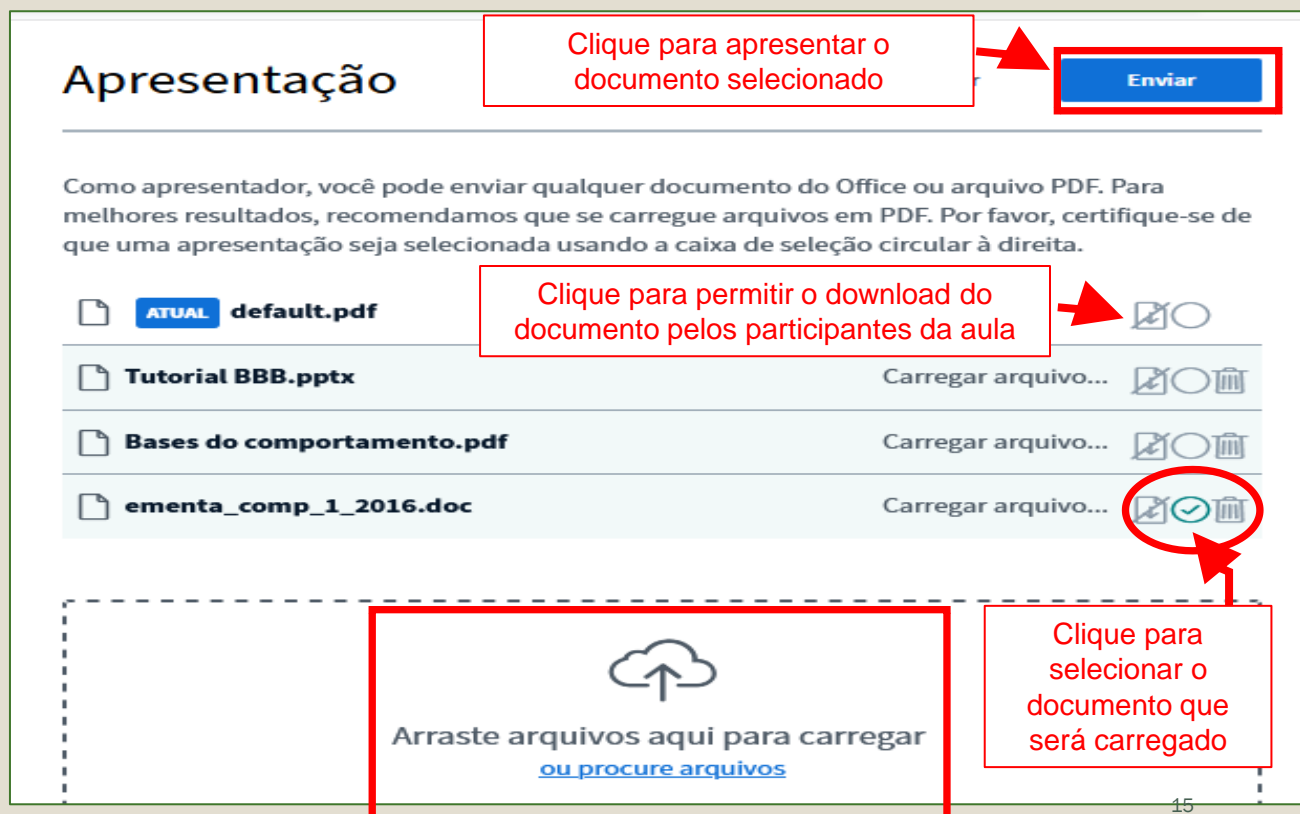 Clique para apresentar o
documento selecionado
Apresentação
Enviar
Como apresentador, você pode enviar qualquer documento do Office ou arquivo PDF. Para
melhores resultados, recomendamos que se carregue arquivos em PDF. Por favor, certifique-se de
que uma apresentação seja selecionada usando a caixa de seleção circular à direita.
Clique para permitir o download do
documento pelos participantes da aula
ATUAL default.pdf
Tutorial BBB.pptx Carregar arquivo...
Bases do comportamento.pdf Carregar arquivo...
ementa_comp_1_2016.doc Carregar arquivo...
Clique para
selecionar o
documento que
será carregado
Arraste arquivos aqui para carregar
ou procure arquivos
15